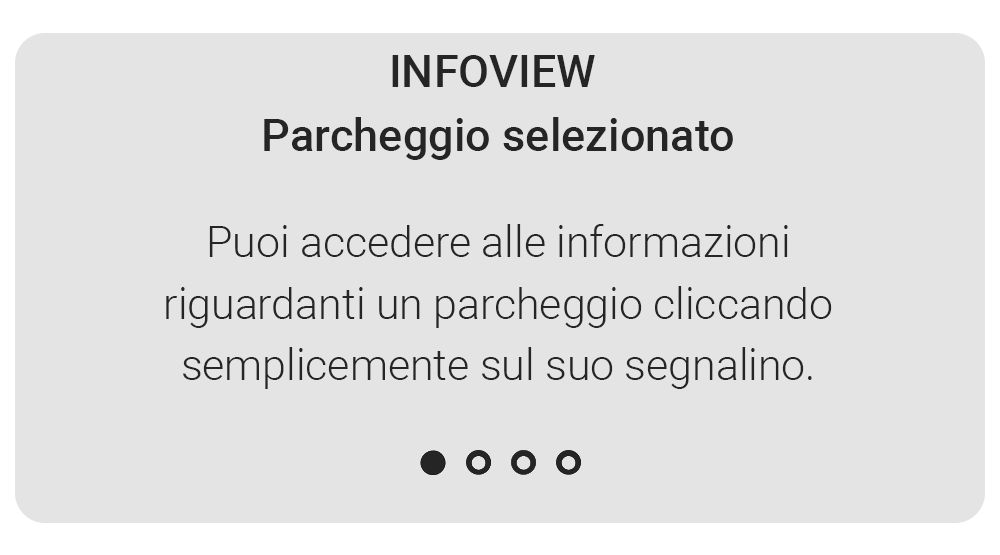 INFOVIEW
Parcheggio selezionato
Puoi accedere alle informazioni
riguardanti un parcheggio cliccando
semplicemente sul suo segnalino.